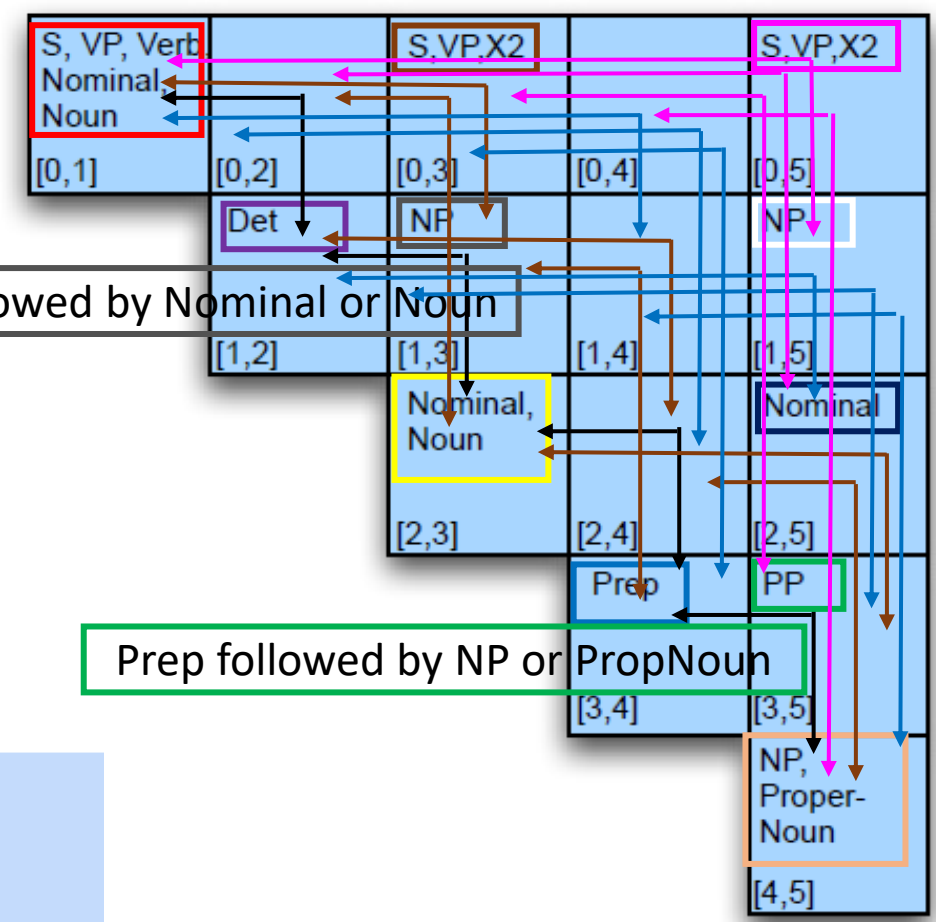 S, VP, Verb,
Nominal,
Noun
[0,1]
[0,2]
S,VP,X2
[0,3]
[0,4]
S,VP,X2
[0,5]
Det
[1,2]
NP
[1,3]
[1,4]
NP
[1,5]
owed by Nominal or Noun
Nominal,
Noun
[2,3]
[2,4]
Nominal
[2,5]
Prep
[3,4]
PP
[3,5]
Prep followed by NP or PropNoun
NP,
Proper-
Noun
[4,5]